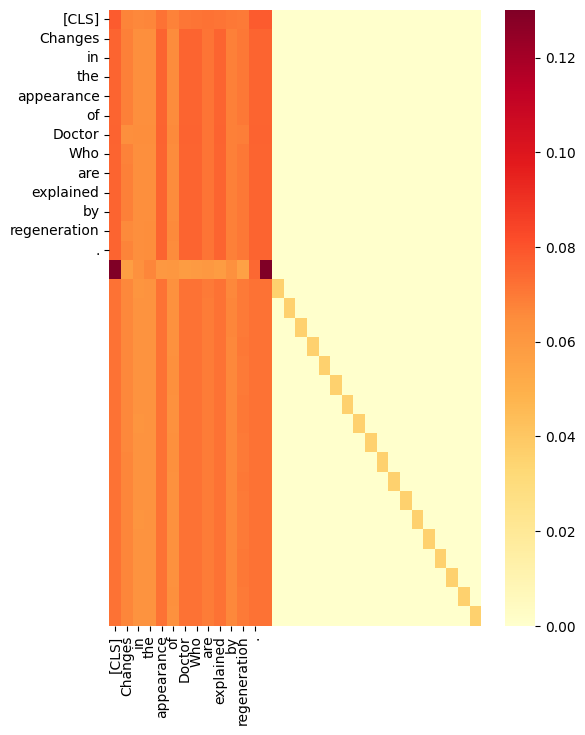 [CLS]
Changes
in
the
appearance
of
Doctor
Who
are
explained
by
regeneration
.
0.12
0.10
0.08
0.06
0.04
0.02
0.00
[CLS]
Changes
in
the
appearance
of
Doctor
Who
are
explained
by
regeneration
.